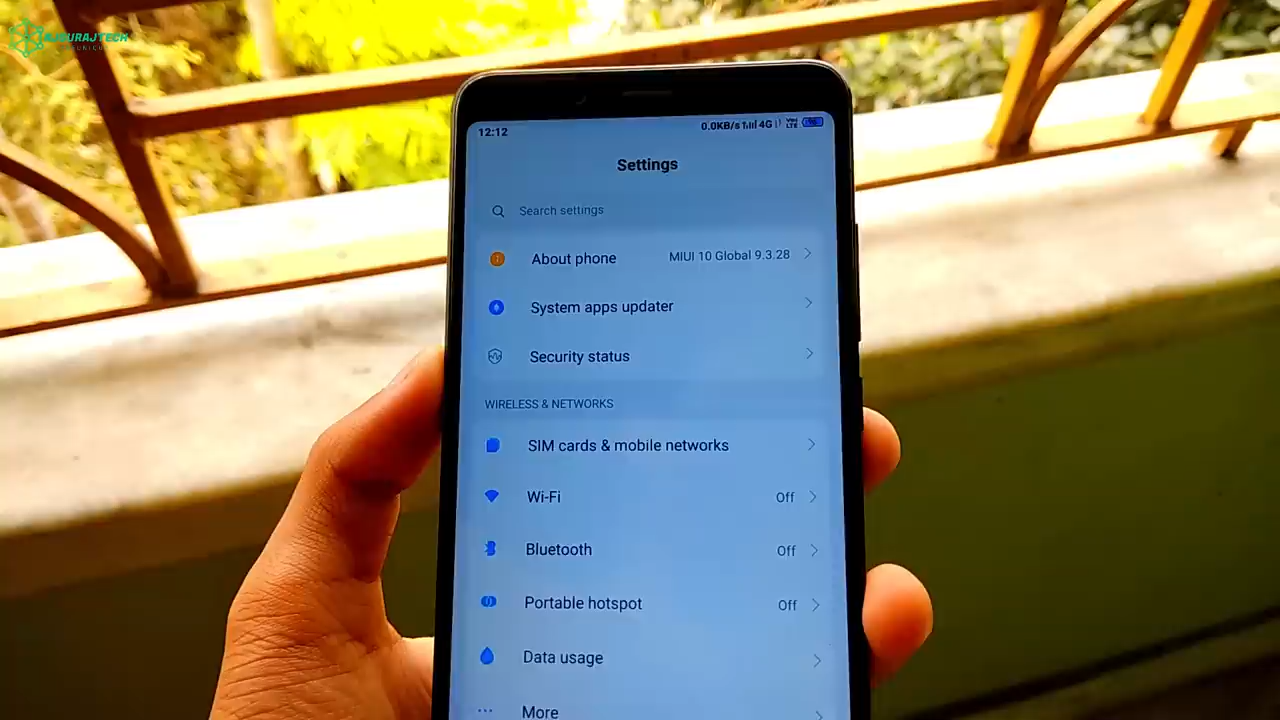 AJGURAJTECH
12:12
0.0KB/s 4G VoLTE
Settings
Search settings
About phone MIUI 10 Global 9.3.28
System apps updater
Security status
WIRELESS & NETWORKS
SIM cards & mobile networks
Wi-Fi Off
Bluetooth Off
Portable hotspot Off
Data usage
More